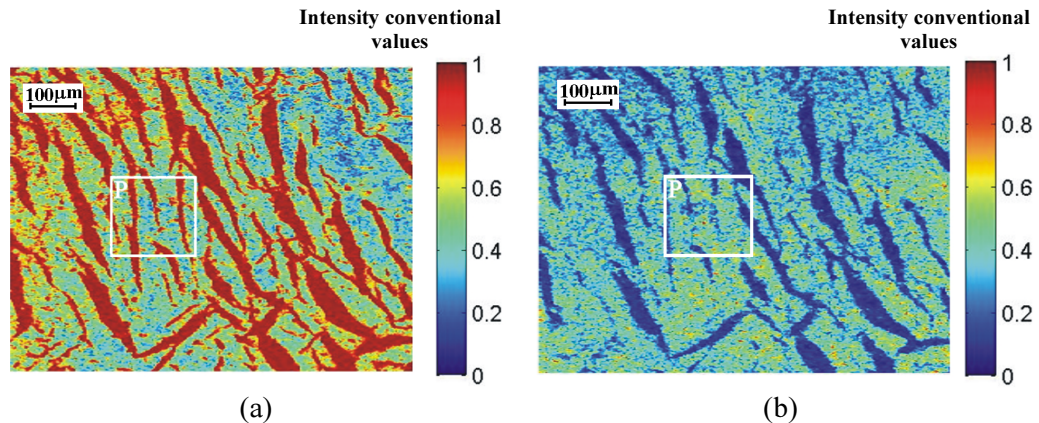 Intensity conventional
values
100µm
P
1
0.8
0.6
0.4
0.2
0
(a)
Intensity conventional
values
100µm
P
1
0.8
0.6
0.4
0.2
0
(b)